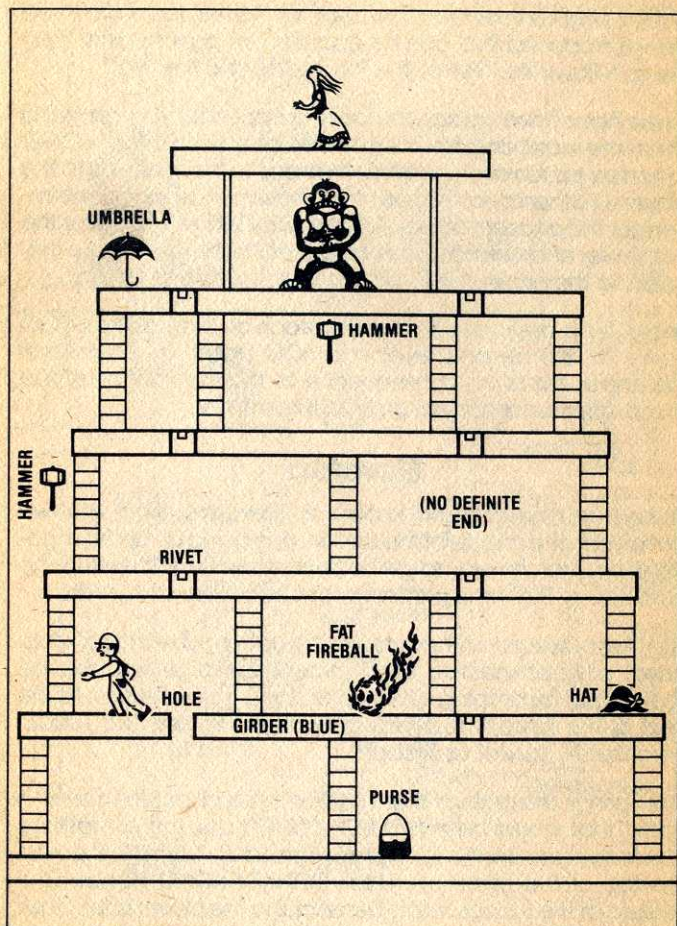 UMBRELLA
HAMMER
HAMMER
(NO DEFINITE
END)
RIVET
FAT
FIREBALL
HOLE
HAT
GIRDER (BLUE)
PURSE